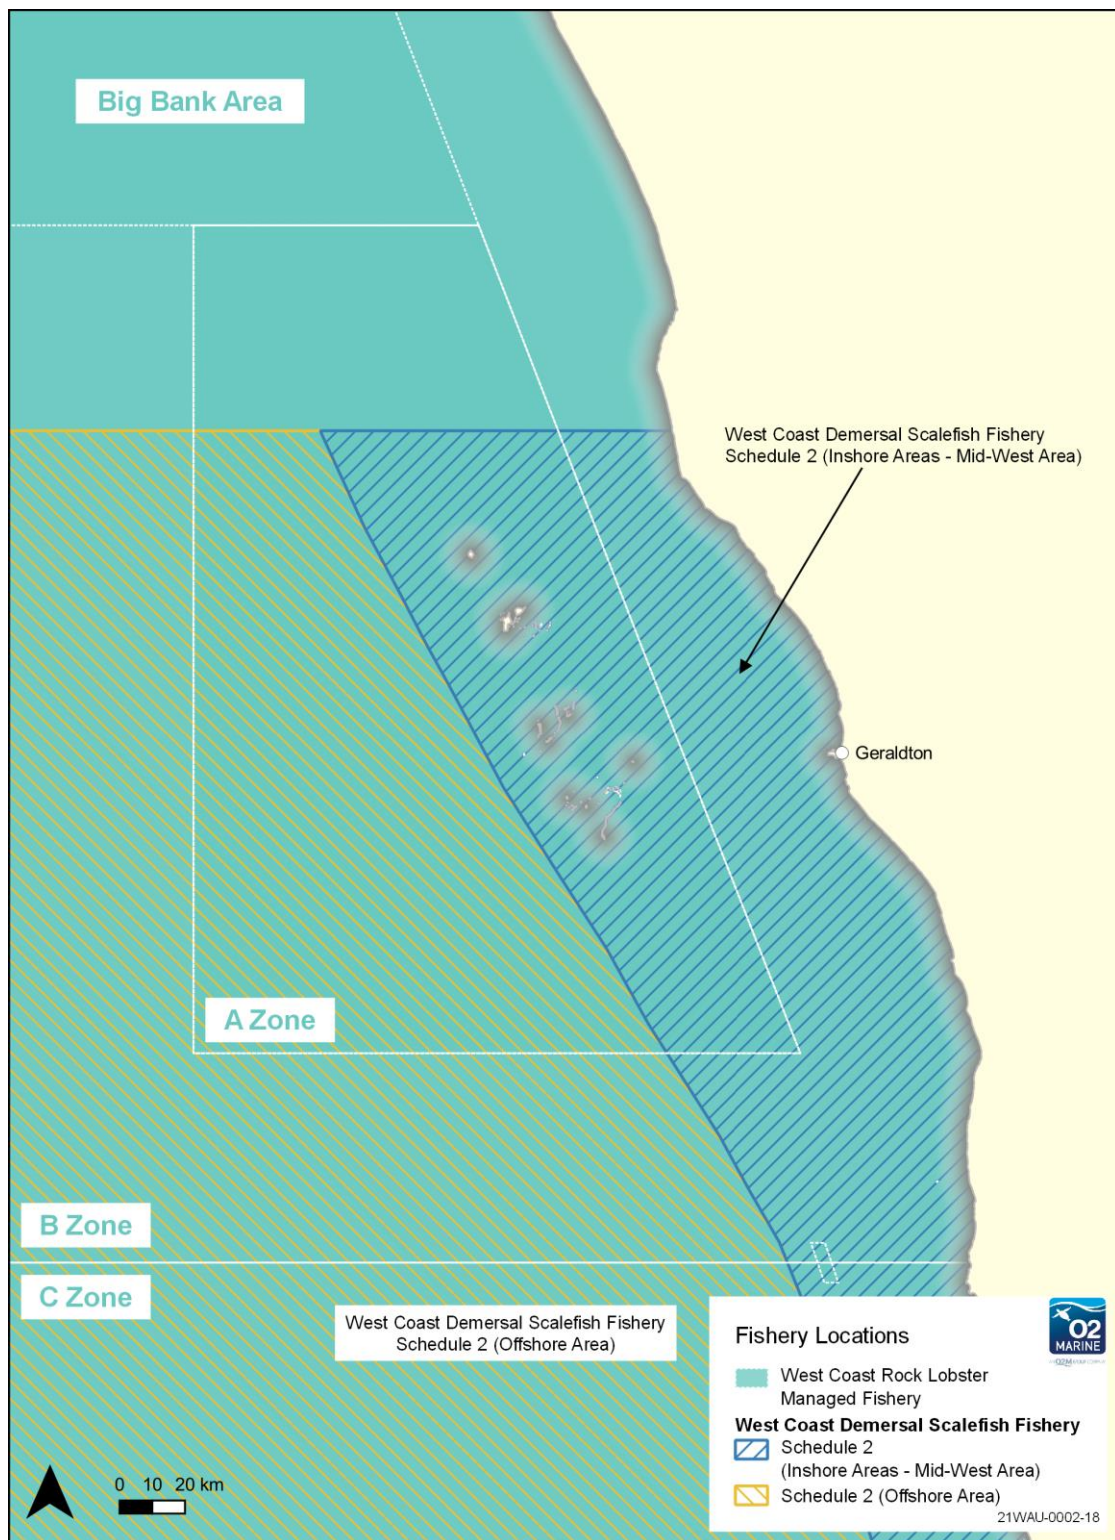 Big Bank Area
West Coast Demersal Scalefish Fishery
Schedule 2 (Inshore Areas - Mid-West Area)
Geraldton
A Zone
B Zone
C Zone
West Coast Demersal Scalefish Fishery
Schedule 2 (Offshore Area)
Fishery Locations
O2
MARINE
West Coast Rock Lobster
Managed Fishery
West Coast Demersal Scalefish Fishery
Schedule 2
(Inshore Areas - Mid-West Area)
Schedule 2 (Offshore Area)
0 10 20 km
21WAU-0002-18